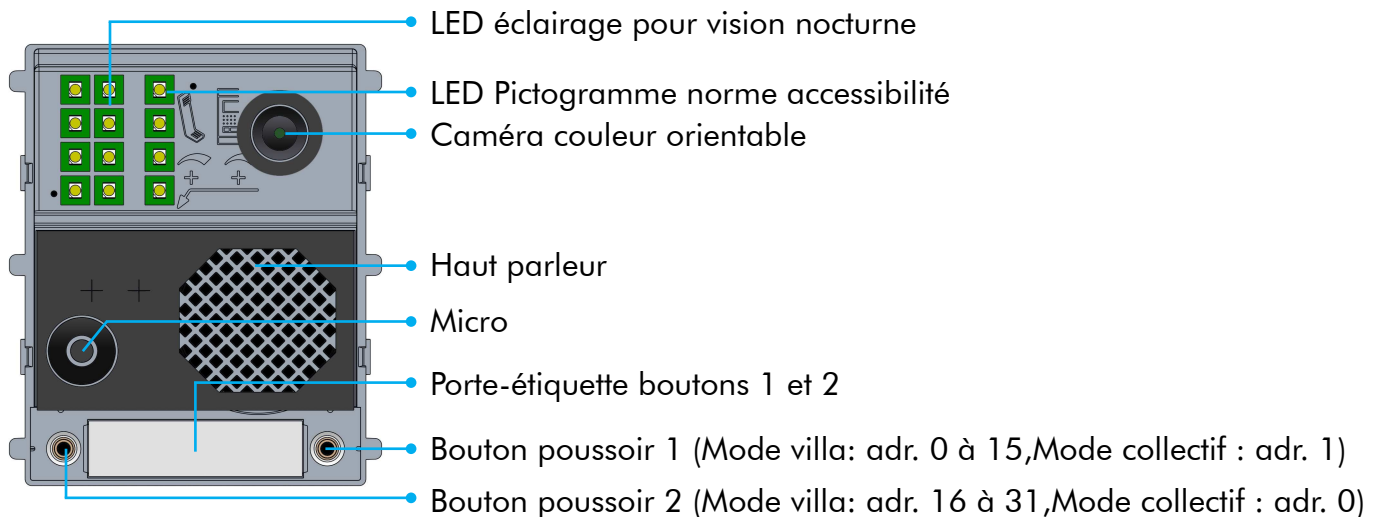 LED éclairage pour vision nocturne
LED Pictogramme norme accessibilité
Caméra couleur orientable
Haut parleur
Micro
Porte-étiquette boutons 1 et 2
Bouton poussoir 1 (Mode villa: adr. 0 à 15,Mode collectif : adr. 1)
Bouton poussoir 2 (Mode villa: adr. 16 à 31,Mode collectif : adr. 0)